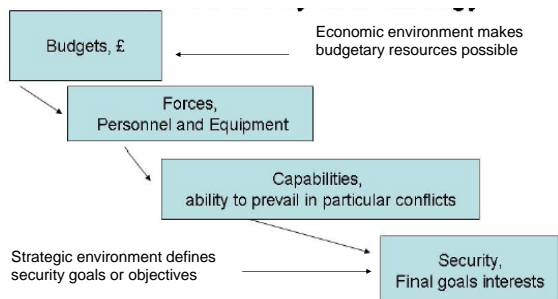 Budgets, £
Economic environment makes
budgetary resources possible
Forces,
Personnel and Equipment
Capabilities,
ability to prevail in particular conflicts
Strategic environment defines
security goals or objectives
Security,
Final goals interests